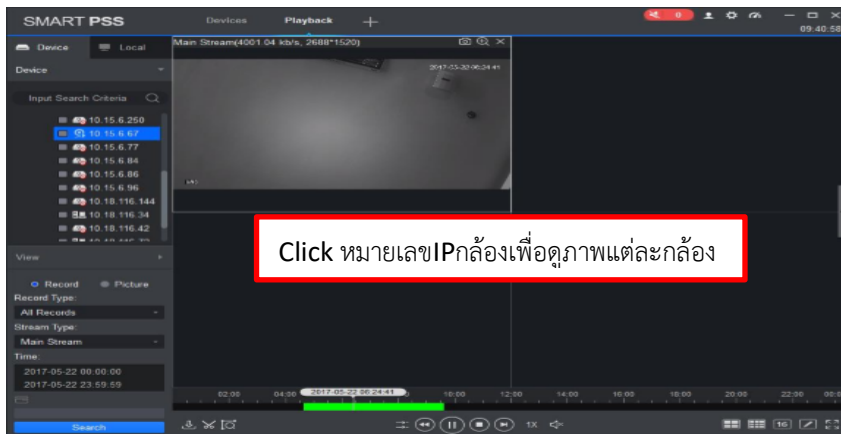 SMART PSS
Devices
Playback
0
09:40:58
Device
Local
Main Stream(4001.04 kb/s, 2688*1520)
Device
2017-05-22 06:24:41
Input Search Criteria
10.15.6.250
10.15.6.67
10.15.6.77
10.15.6.84
10.15.6.86
10.15.6.96
10.18.116.144
10.18.116.34
10.18.116.42
Click หมายเลขIPกล้องเพื่อดูภาพแต่ละกล้อง
View
Record
Picture
Record Type:
All Records
Stream Type:
Main Stream
Time:
2017-05-22 00:00:00
2017-05-22 23:59:59
02:00 04:00 2017-05-22 06:24:41 10:00 12:00 14:00 16:00 18:00 20:00 22:00
Search
1X
16